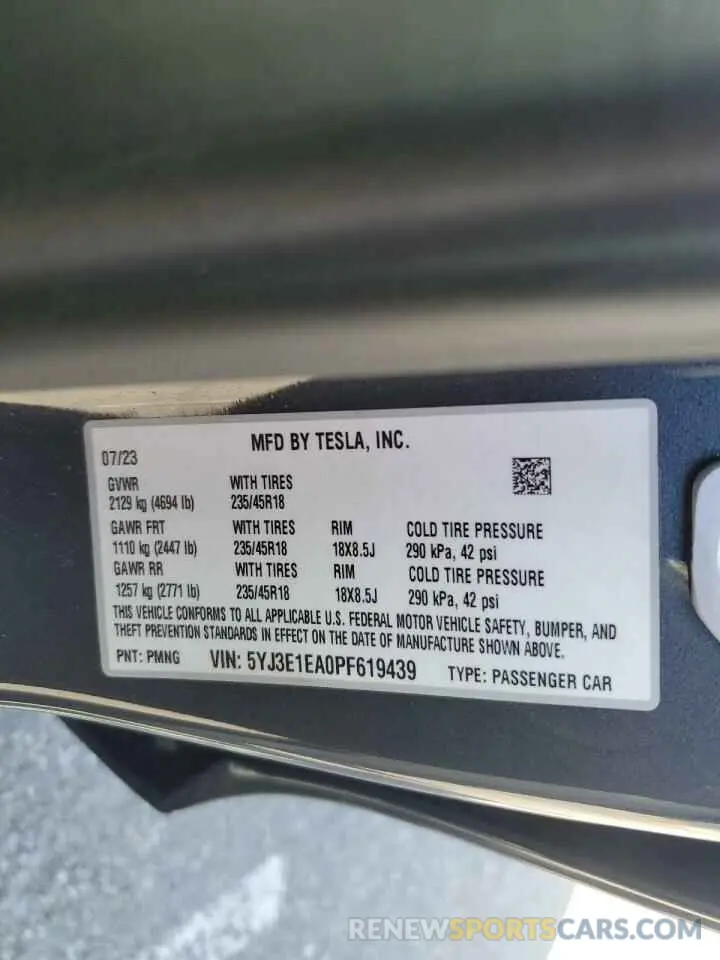 MFD BY TESLA, INC.
07/23
GVWR WITH TIRES
2129 kg (4694 lb) 235/45R18
GAWR FRT WITH TIRES RIM COLD TIRE PRESSURE
1110 kg (2447 lb) 235/45R18 18X8.5J 290 kPa, 42 psi
GAWR RR WITH TIRES RIM COLD TIRE PRESSURE
1257 kg (2771 lb) 235/45R18 18X8.5J 290 kPa, 42 psi
THIS VEHICLE CONFORMS TO ALL APPLICABLE U.S. FEDERAL MOTOR VEHICLE SAFETY, BUMPER, AND
THEFT PREVENTION STANDARDS IN EFFECT ON THE DATE OF MANUFACTURE SHOWN ABOVE.
PNT: PMNG VIN: 5YJ3E1EA0PF619439 TYPE: PASSENGER CAR
RENEWSPORTSCARS.COM